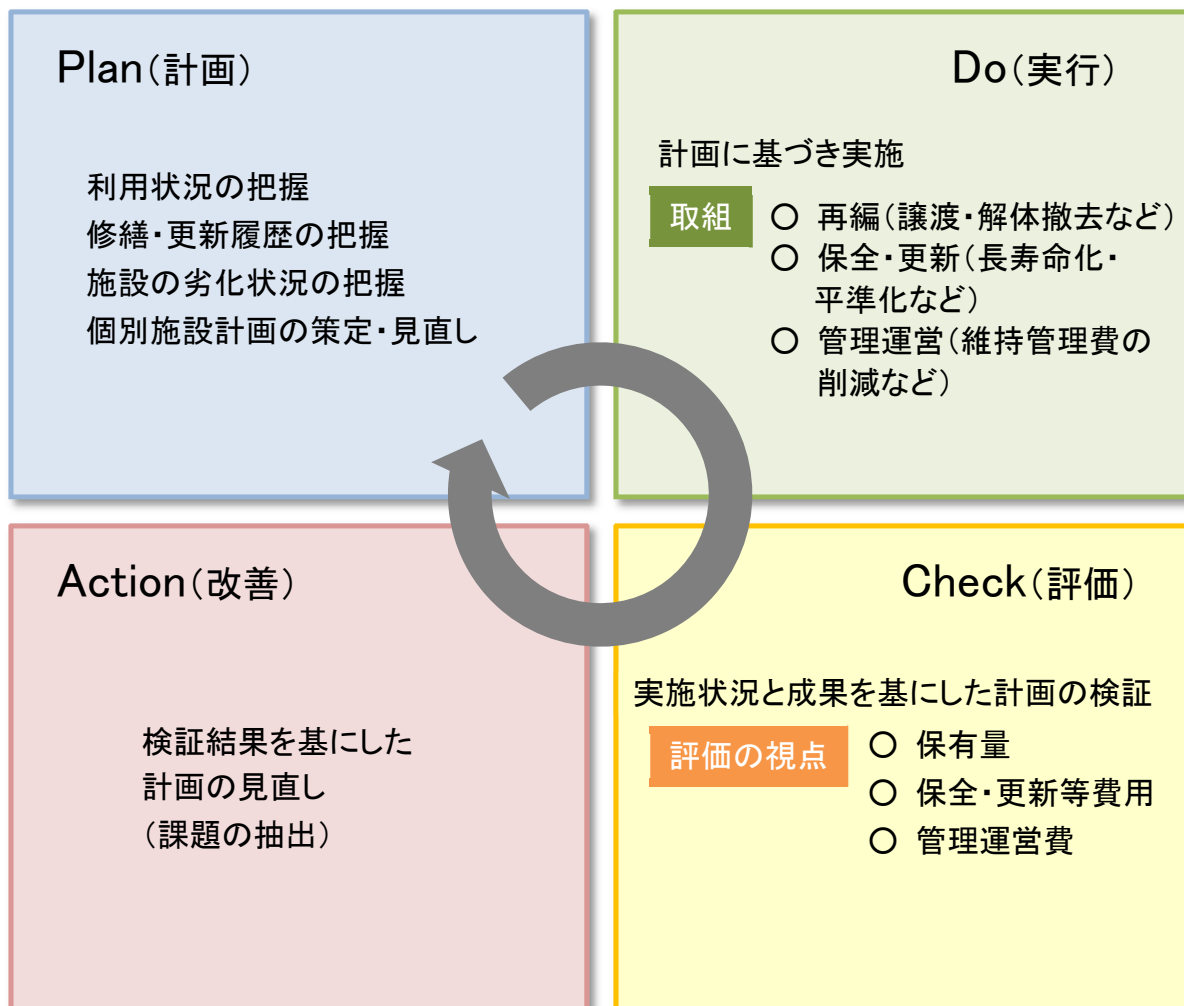 Plan（計画）
利用状況の把握
修繕・更新履歴の把握
施設の劣化状況の把握
個別施設計画の策定・見直し
Do（実行）
計画に基づき実施
取組
○ 再編（譲渡・解体撤去など）
○ 保全・更新（長寿命化・
平準化など）
○ 管理運営（維持管理費の
削減など）
Action（改善）
検証結果を基にした
計画の見直し
（課題の抽出）
Check（評価）
実施状況と成果を基にした計画の検証
評価の視点
○ 保有量
○ 保全・更新等費用
○ 管理運営費